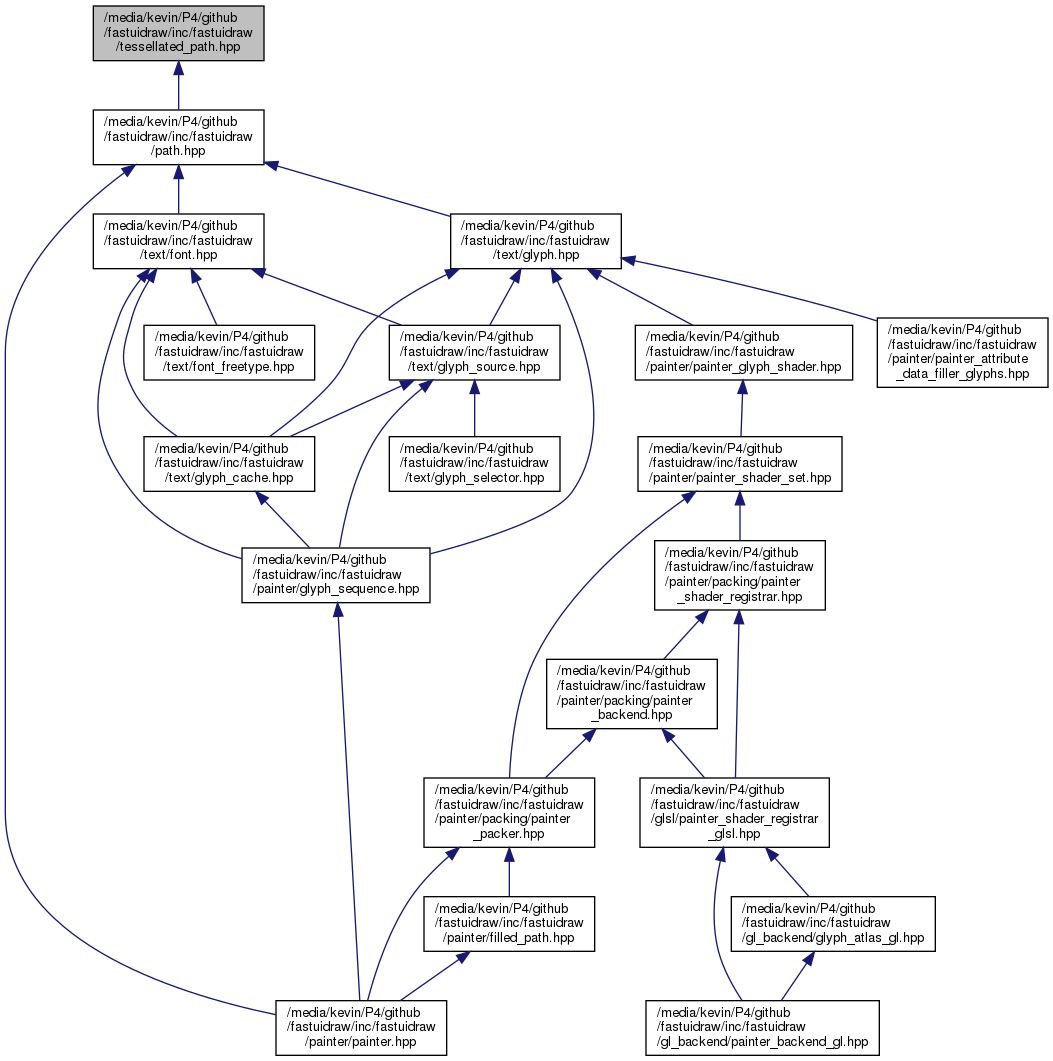 /media/kevin/P4/github
/fastuidraw/inc/fastuidraw
/tessellated_path.hpp
/media/kevin/P4/github
/fastuidraw/inc/fastuidraw
/path.hpp
/media/kevin/P4/github
/fastuidraw/inc/fastuidraw
/text/font.hpp
/media/kevin/P4/github
/fastuidraw/inc/fastuidraw
/text/glyph.hpp
/media/kevin/P4/github
/fastuidraw/inc/fastuidraw
/text/font_freetype.hpp
/media/kevin/P4/github
/fastuidraw/inc/fastuidraw
/text/glyph_source.hpp
/media/kevin/P4/github
/fastuidraw/inc/fastuidraw
/painter/painter_glyph_shader.hpp
/media/kevin/P4/github
/fastuidraw/inc/fastuidraw
/painter/painter_attribute
_data_filler_glyphs.hpp
/media/kevin/P4/github
/fastuidraw/inc/fastuidraw
/text/glyph_cache.hpp
/media/kevin/P4/github
/fastuidraw/inc/fastuidraw
/text/glyph_selector.hpp
/media/kevin/P4/github
/fastuidraw/inc/fastuidraw
/painter/painter_shader_set.hpp
/media/kevin/P4/github
/fastuidraw/inc/fastuidraw
/painter/glyph_sequence.hpp
/media/kevin/P4/github
/fastuidraw/inc/fastuidraw
/painter/packing/painter
_shader_registrar.hpp
/media/kevin/P4/github
/fastuidraw/inc/fastuidraw
/painter/packing/painter
_backend.hpp
/media/kevin/P4/github
/fastuidraw/inc/fastuidraw
/painter/packing/painter
_packer.hpp
/media/kevin/P4/github
/fastuidraw/inc/fastuidraw
/glsl/painter_shader_registrar
_glsl.hpp
/media/kevin/P4/github
/fastuidraw/inc/fastuidraw
/painter/filled_path.hpp
/media/kevin/P4/github
/fastuidraw/inc/fastuidraw
/gl_backend/glyph_atlas_gl.hpp
/media/kevin/P4/github
/fastuidraw/inc/fastuidraw
/painter/painter.hpp
/media/kevin/P4/github
/fastuidraw/inc/fastuidraw
/gl_backend/painter_backend_gl.hpp